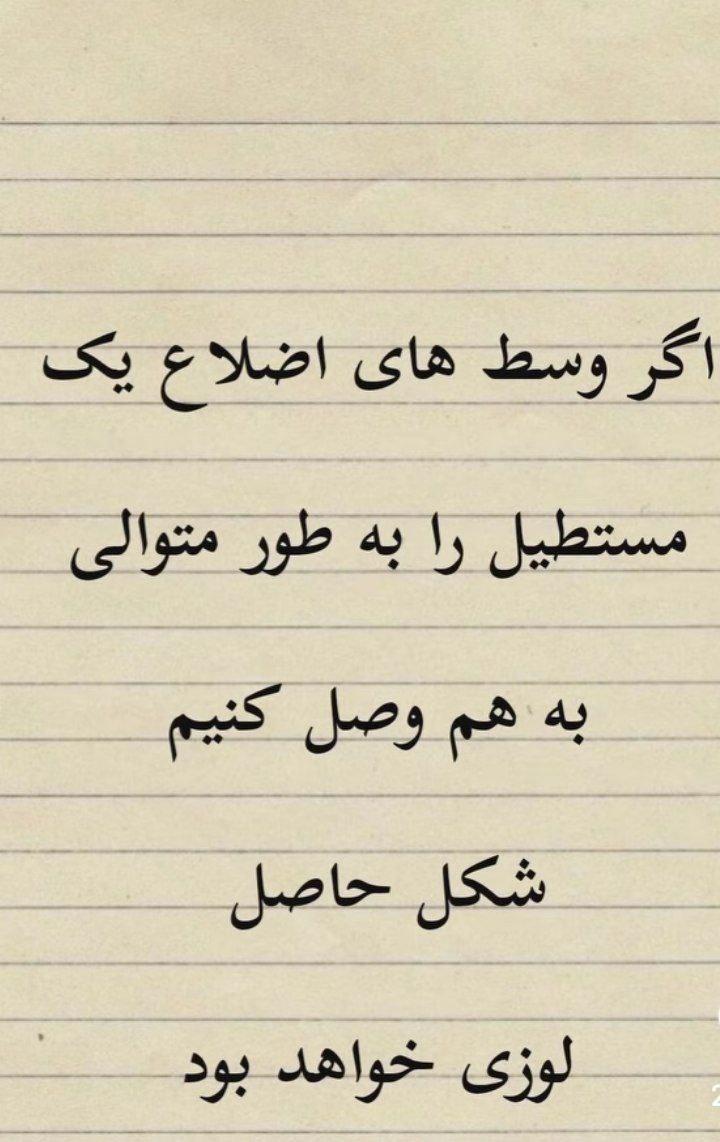 اگر وسط های اضلاع یک
مستطیل را به طور متوالی
به هم وصل کنیم
شکل حاصل
لوزی خواهد بود